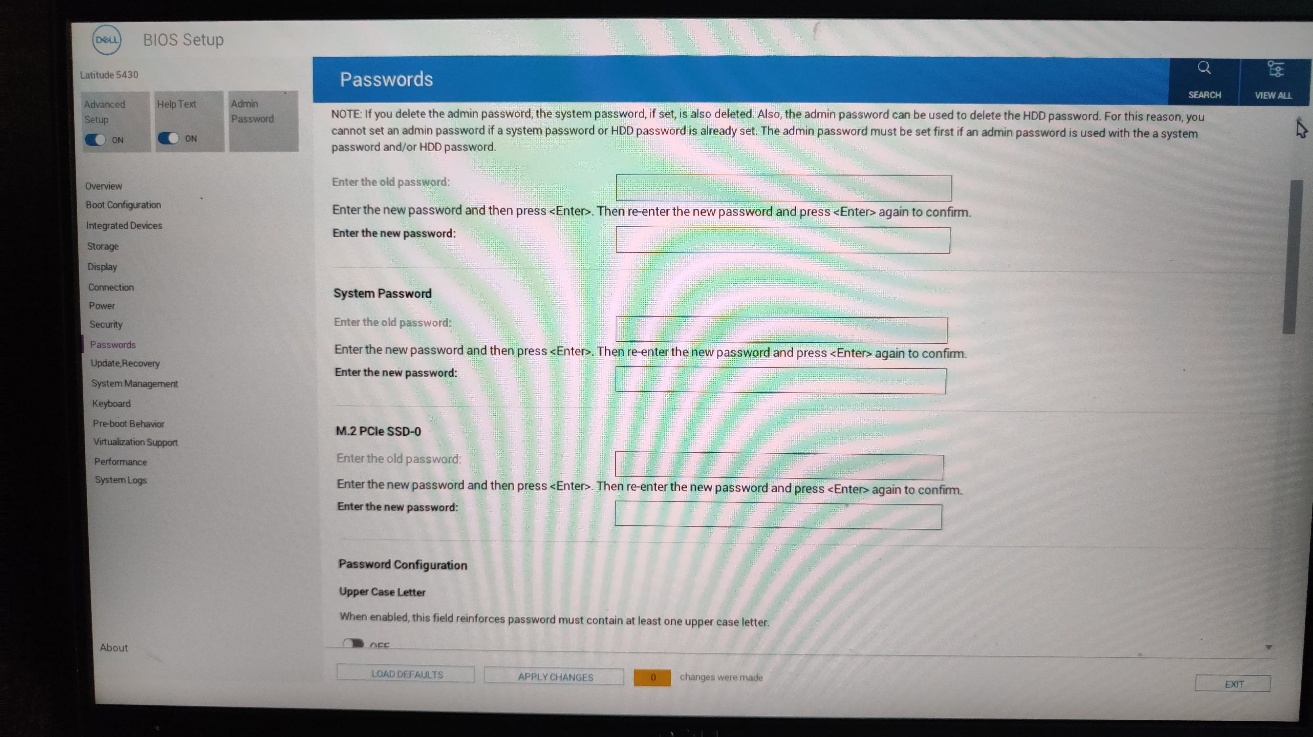 DELL
BIOS Setup
Latitude 5430
Advanced
Setup
ON
Help Text
ON
Admin
Password
Overview
Boot Configuration
Integrated Devices
Storage
Display
Connection
Power
Security
Passwords
Update,Recovery
System Management
Keyboard
Pre-boot Behavior
Virtualization Support
Performance
System Logs
About
Passwords
SEARCH
VIEW ALL
NOTE: If you delete the admin password, the system password, if set, is also deleted. Also, the admin password can be used to delete the HDD password. For this reason, you
cannot set an admin password if a system password or HDD password is already set. The admin password must be set first if an admin password is used with the a system
password and/or HDD password.
Enter the old password:
Enter the new password and then press <Enter>. Then re-enter the new password and press <Enter> again to confirm.
Enter the new password:
System Password
Enter the old password:
Enter the new password and then press <Enter>. Then re-enter the new password and press <Enter> again to confirm.
Enter the new password:
M.2 PCIe SSD-0
Enter the old password:
Enter the new password and then press <Enter>. Then re-enter the new password and press <Enter> again to confirm.
Enter the new password:
Password Configuration
Upper Case Letter
When enabled, this field reinforces password must contain at least one upper case letter.
OFF
LOAD DEFAULTS
APPLY CHANGES
0
changes were made
EXIT